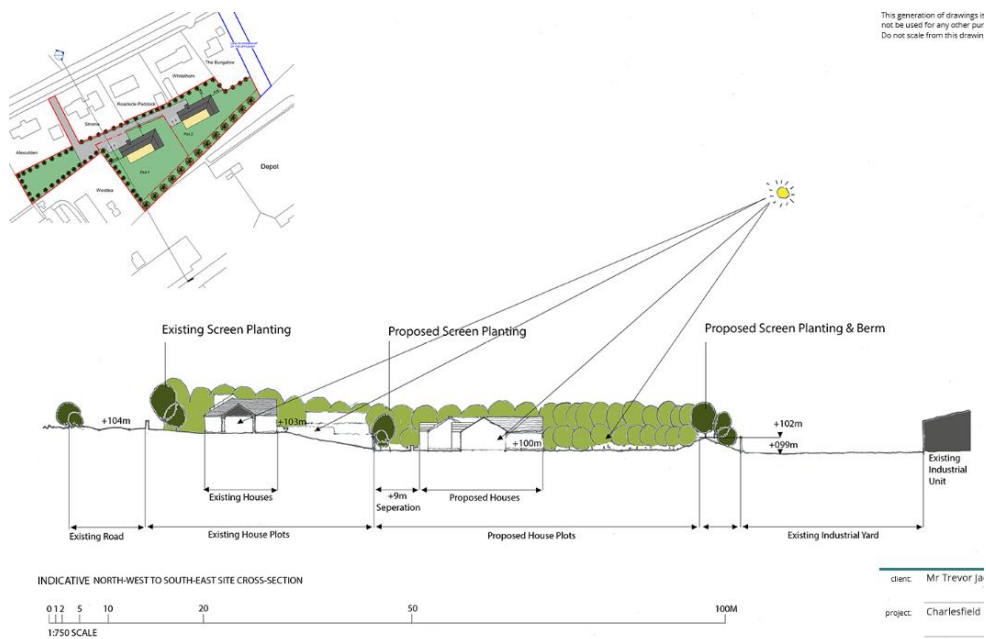 This generation of drawings is
not be used for any other pur
Do not scale from this drawin
The Bungalow
Whitehorn
Roadside Paddock
Stroma
Plot 2
Plot 1
Westlea
Depot
Existing Screen Planting
Proposed Screen Planting
Proposed Screen Planting & Berm
+104m
+103m
+100m
+102m
+099m
Existing
Industrial
Unit
Existing Houses
+9m
Seperation
Proposed Houses
Existing Road
Existing House Plots
Proposed House Plots
Existing Industrial Yard
INDICATIVE NORTH-WEST TO SOUTH-EAST SITE CROSS-SECTION
0 1 2 5 10 20 50 100M
1:750 SCALE
client: Mr Trevor Ja
project: Charlesfield